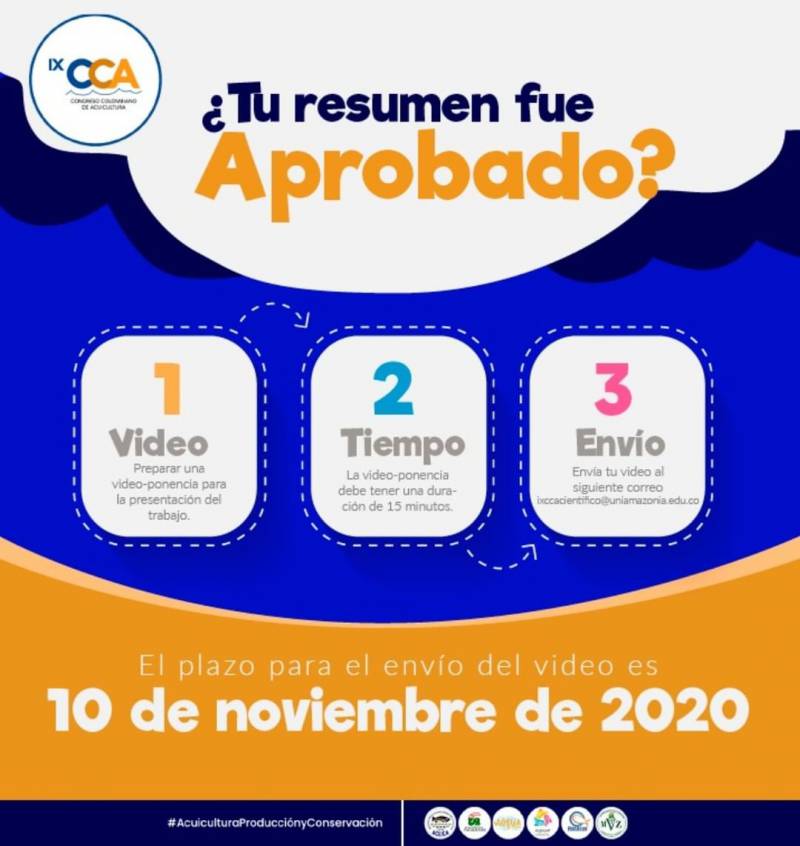 IX CCA
CONGRESO COLOMBIANO
DE ACUICULTURA
¿Tu resumen fue
Aprobado?
1
Video
Preparar una
video-ponencia para
la presentación del
trabajo.
2
Tiempo
La video-ponencia
debe tener una dura-
ción de 15 minutos.
3
Envío
Envía tu video al
siguiente correo
ixccacientifico@uniamazonia.edu.co
El plazo para el envío del video es
10 de noviembre de 2020
#AcuiculturaProducciónyConservación